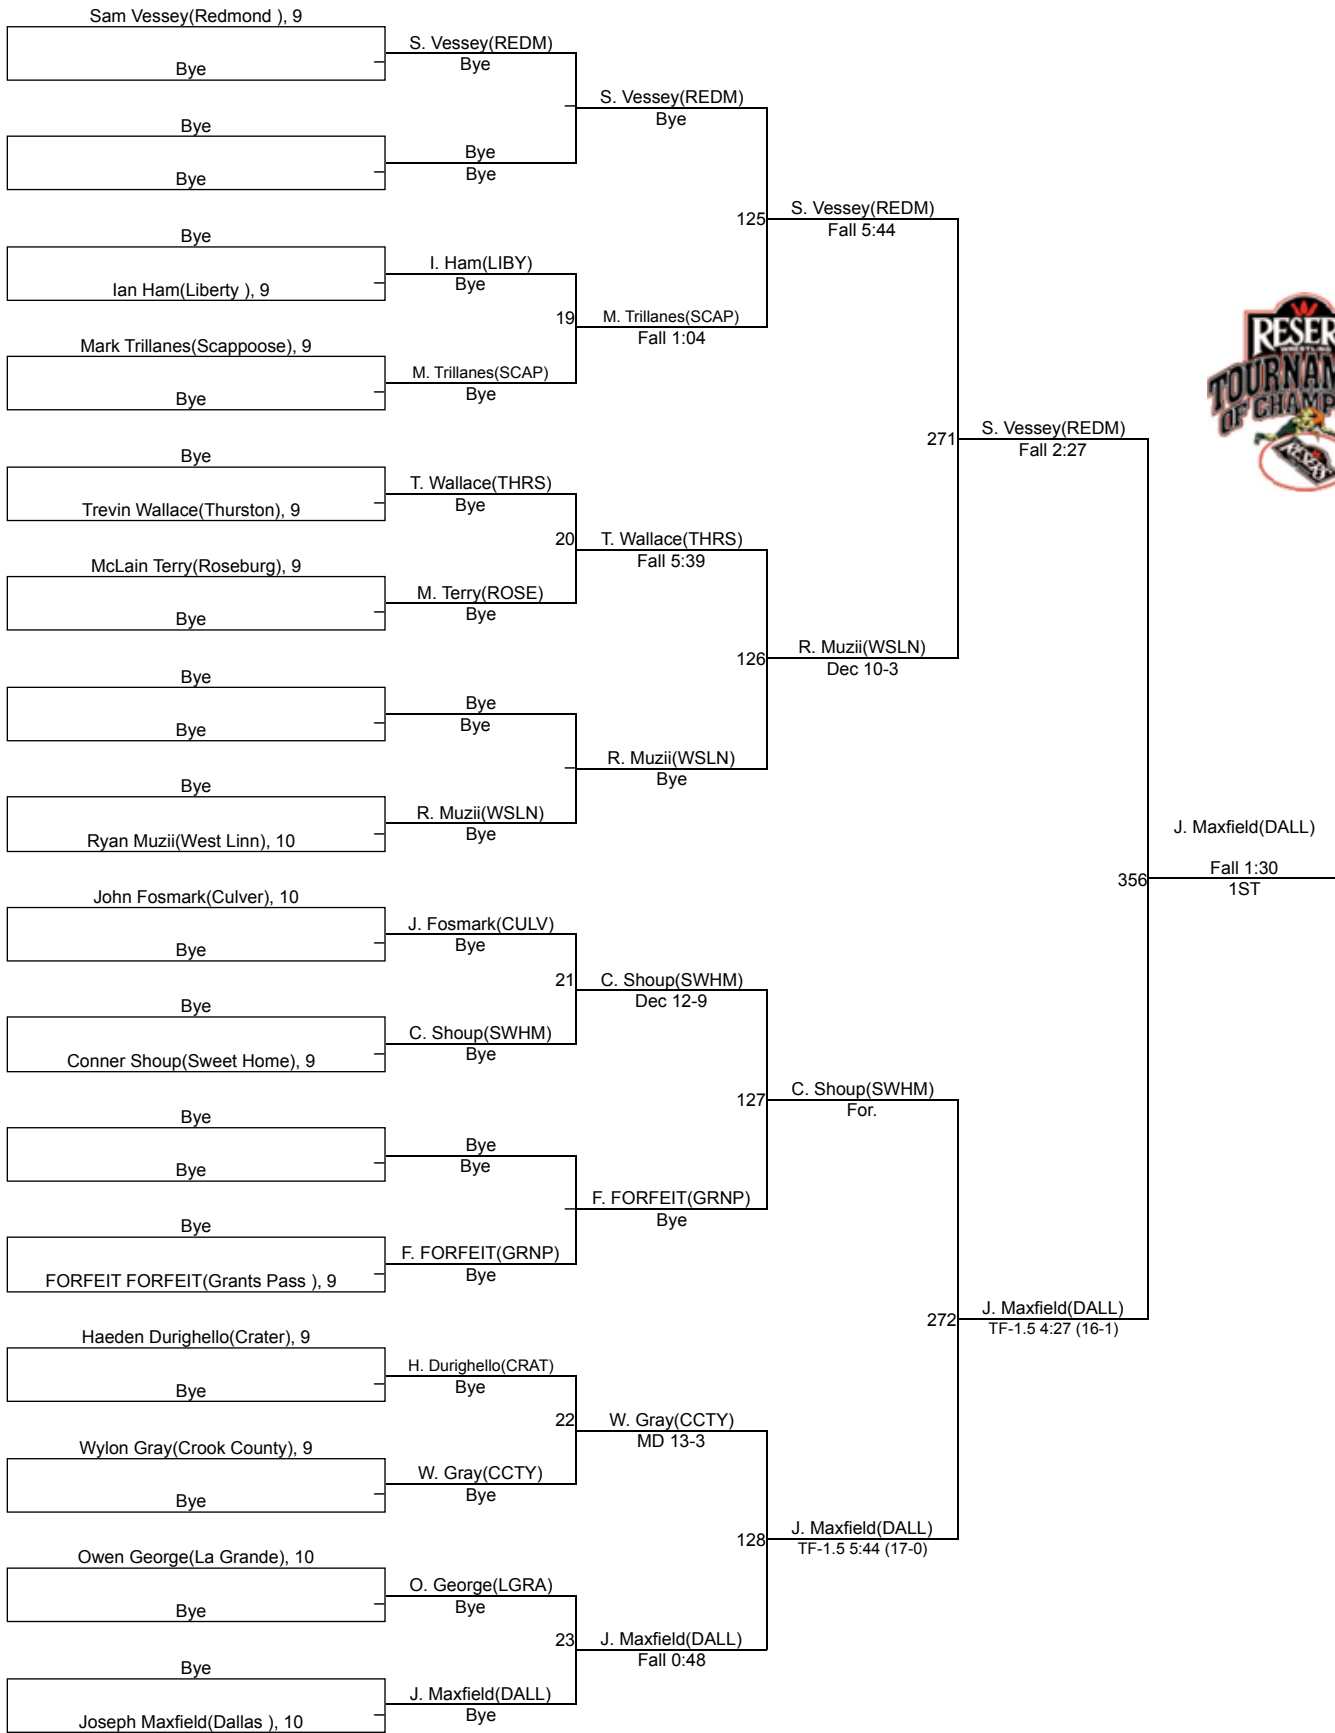 Sam Vessey(Redmond ), 9
Bye
S. Vessey(REDM)
Bye
Bye
Bye
Bye
Bye
S. Vessey(REDM)
Bye
Bye
Ian Ham(Liberty ), 9
I. Ham(LIBY)
Bye
Mark Trillanes(Scappoose), 9
Bye
M. Trillanes(SCAP)
Bye
19
M. Trillanes(SCAP)
Fall 1:04
125
S. Vessey(REDM)
Fall 5:44
Bye
Trevin Wallace(Thurston), 9
T. Wallace(THRS)
Bye
McLain Terry(Roseburg), 9
Bye
M. Terry(ROSE)
Bye
20
T. Wallace(THRS)
Fall 5:39
Bye
Bye
Bye
Bye
Bye
Ryan Muzii(West Linn), 10
R. Muzii(WSLN)
Bye
R. Muzii(WSLN)
Bye
126
R. Muzii(WSLN)
Dec 10-3
271
S. Vessey(REDM)
Fall 2:27
John Fosmark(Culver), 10
Bye
J. Fosmark(CULV)
Bye
Bye
Conner Shoup(Sweet Home), 9
C. Shoup(SWHM)
Bye
21
C. Shoup(SWHM)
Dec 12-9
Bye
Bye
Bye
Bye
Bye
FORFEIT FORFEIT(Grants Pass ), 9
F. FORFEIT(GRNP)
Bye
F. FORFEIT(GRNP)
Bye
127
C. Shoup(SWHM)
For.
Haeden Durighello(Crater), 9
Bye
H. Durighello(CRAT)
Bye
Wylon Gray(Crook County), 9
Bye
W. Gray(CCTY)
Bye
22
W. Gray(CCTY)
MD 13-3
Owen George(La Grande), 10
Bye
O. George(LGRA)
Bye
Bye
Joseph Maxfield(Dallas ), 10
J. Maxfield(DALL)
Bye
23
J. Maxfield(DALL)
Fall 0:48
128
J. Maxfield(DALL)
TF-1.5 5:44 (17-0)
272
J. Maxfield(DALL)
TF-1.5 4:27 (16-1)
356
J. Maxfield(DALL)
Fall 1:30
1ST
RESER
WRESTLING
TOURNAM
OF CHAMP
RESERS